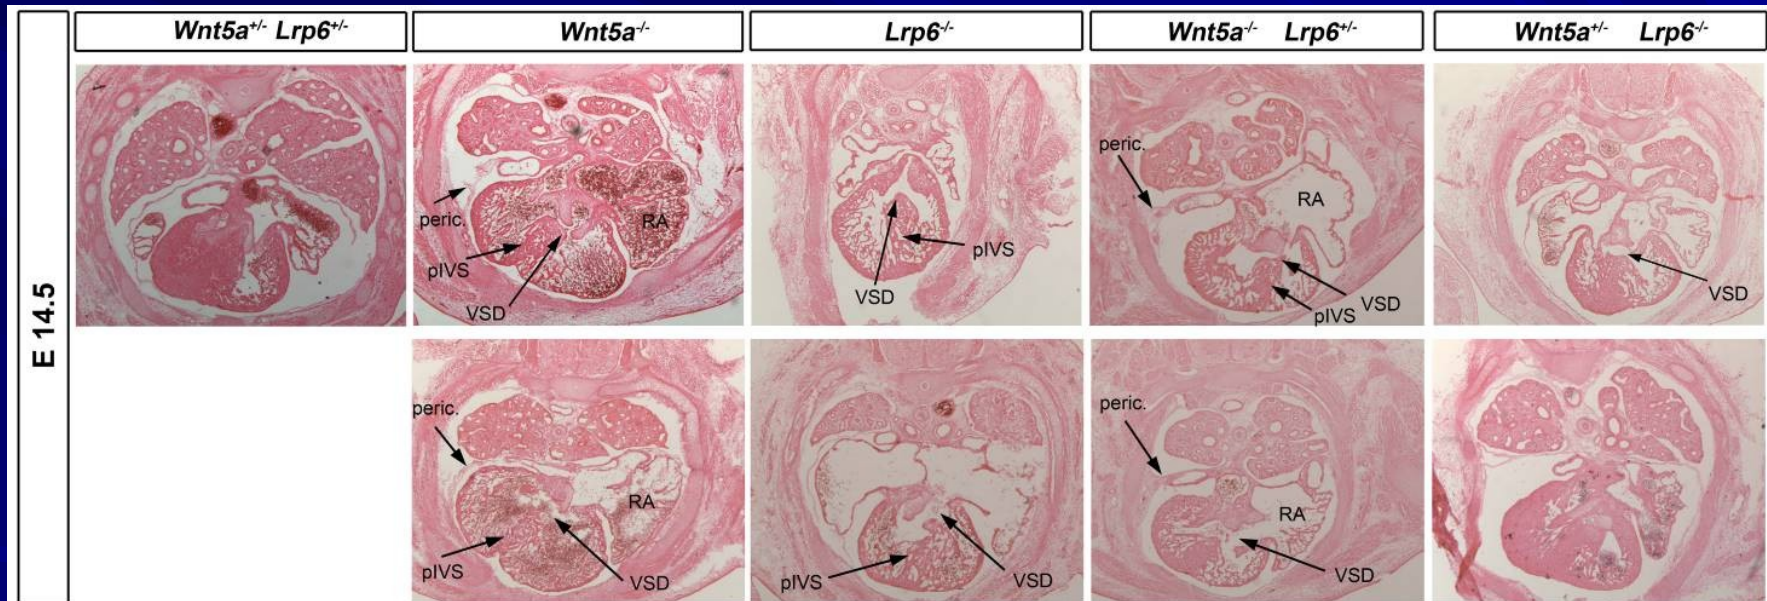 Wnt5a+/- Lrp6+/-
Wnt5a-/-
Lrp6-/-
Wnt5a-/- Lrp6+/-
Wnt5a+/- Lrp6-/-
E 14.5
peric.
RA
pIVS
VSD
pIVS
VSD
peric.
RA
VSD
pIVS
VSD
peric.
RA
pIVS
VSD
pIVS
VSD
peric.
RA
VSD